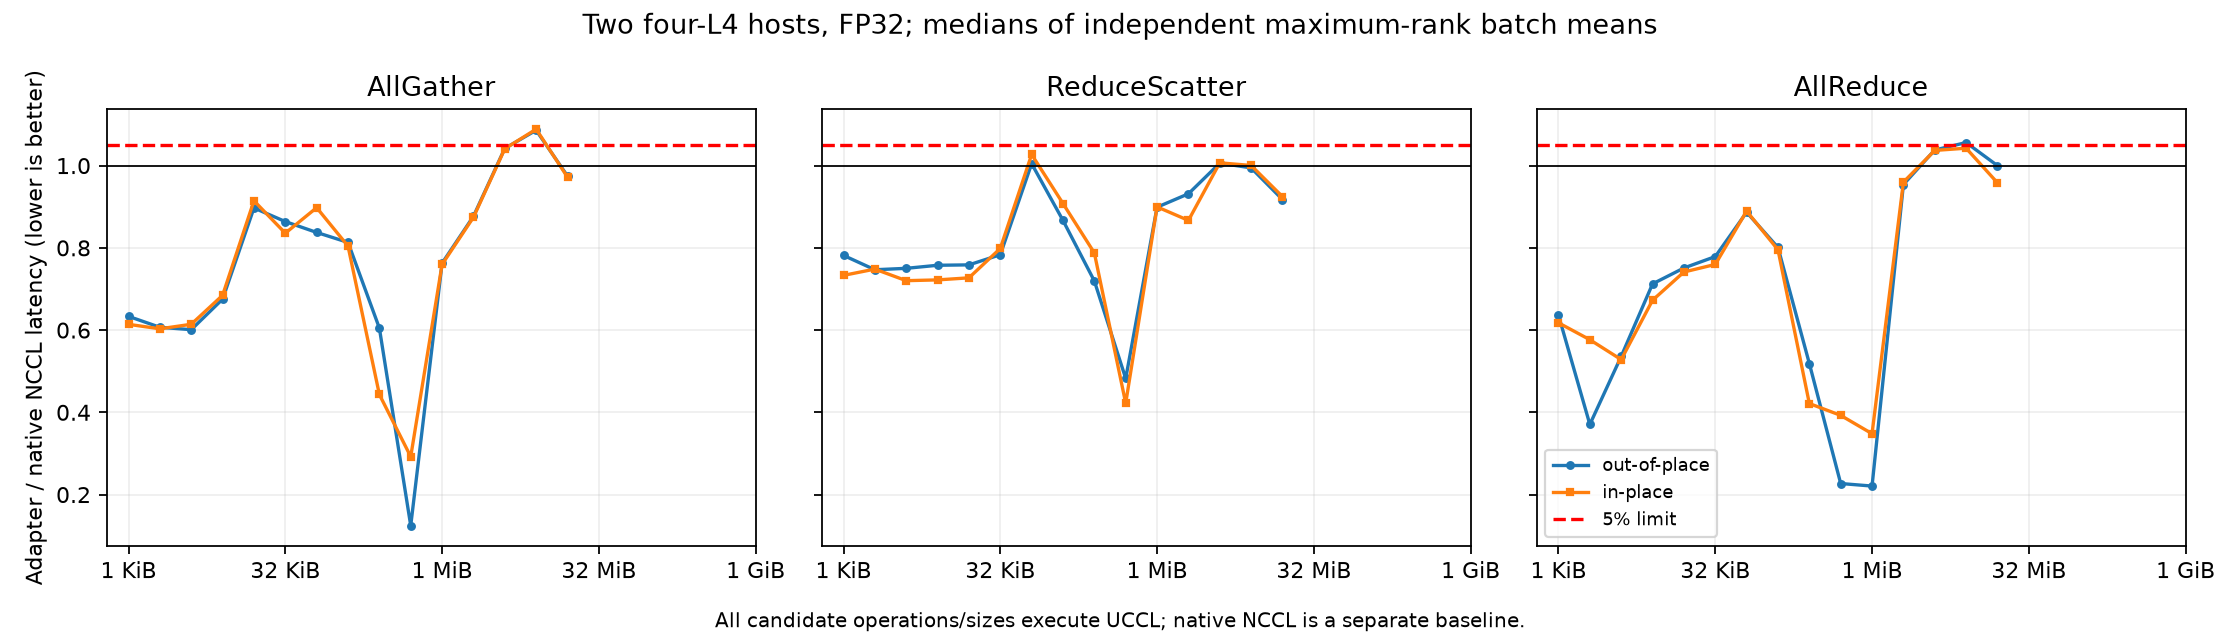 Two four-L4 hosts, FP32; medians of independent maximum-rank batch means
Adapter / native NCCL latency (lower is better)
AllGather
1.0
0.8
0.6
0.4
0.2
1 KiB
32 KiB
1 MiB
32 MiB
1 GiB
ReduceScatter
1 KiB
32 KiB
1 MiB
32 MiB
1 GiB
AllReduce
out-of-place
in-place
5% limit
1 KiB
32 KiB
1 MiB
32 MiB
1 GiB
All candidate operations/sizes execute UCCL; native NCCL is a separate baseline.